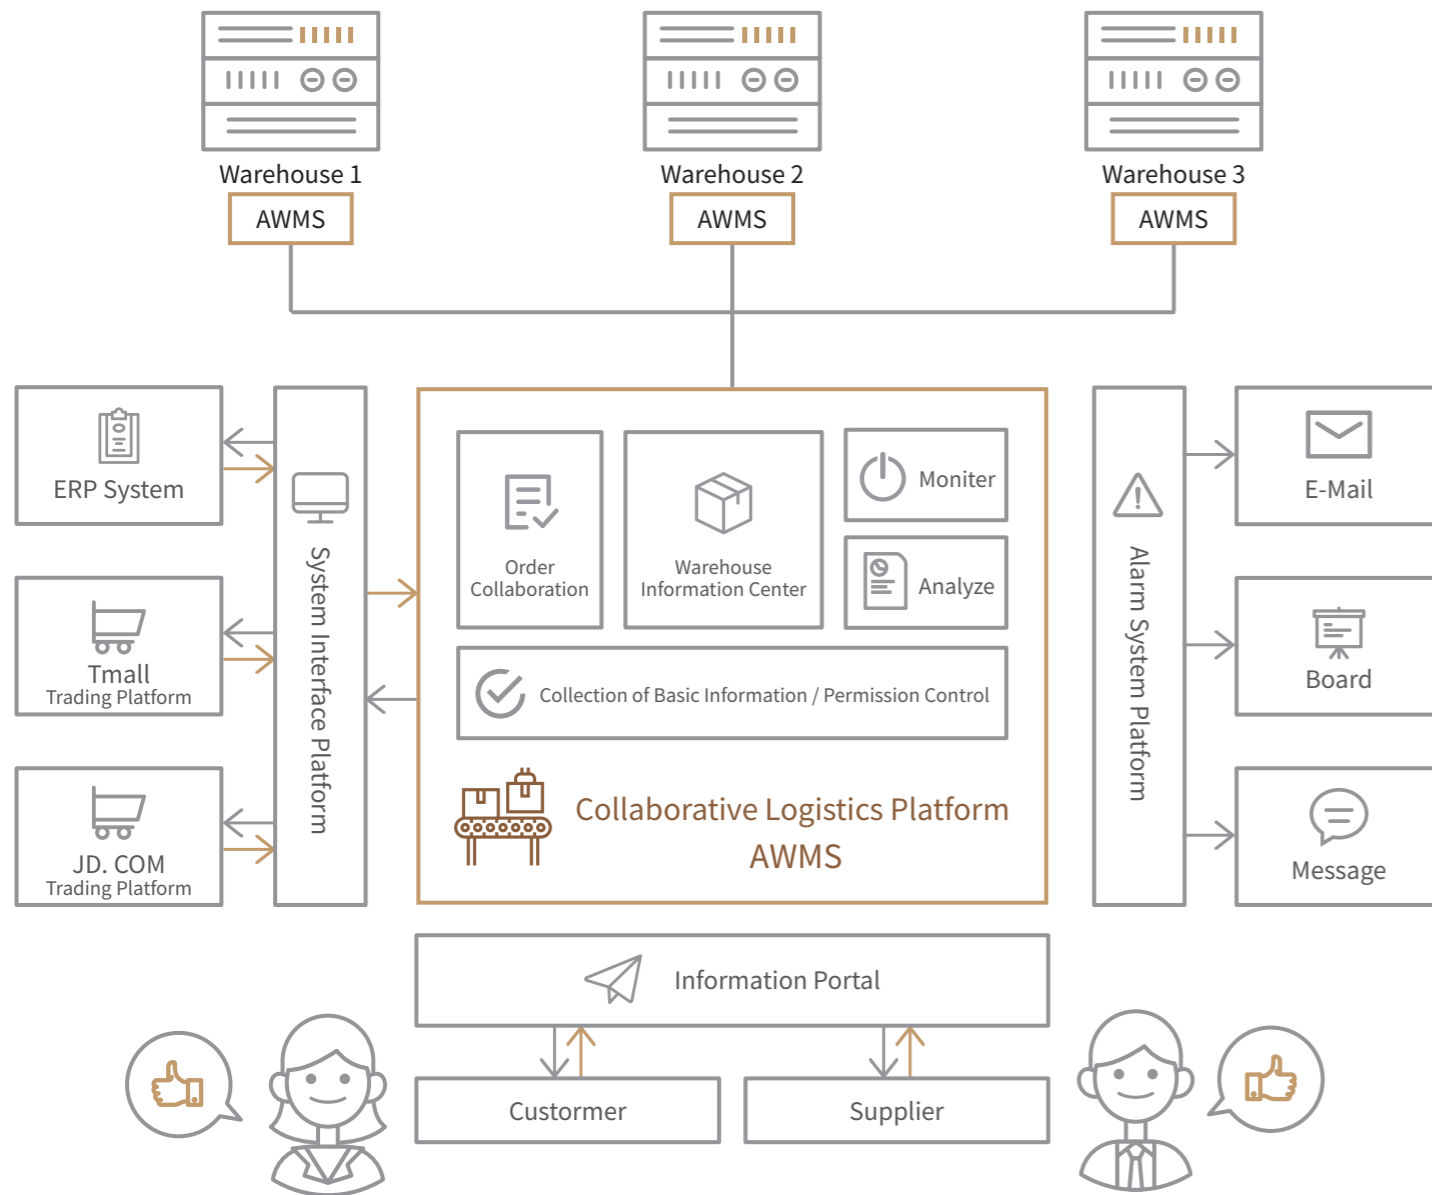 Warehouse 1
Warehouse 2
Warehouse 3
AWMS
AWMS
AWMS
ERP System
Tmall
Trading Platform
JD. COM
Trading Platform
System Interface Platform
Order
Collaboration
Warehouse
Information Center
Moniter
Analyze
Collection of Basic Information / Permission Control
Collaborative Logistics Platform
AWMS
Alarm System Platform
E-Mail
Board
Message
Information Portal
Custormer
Supplier